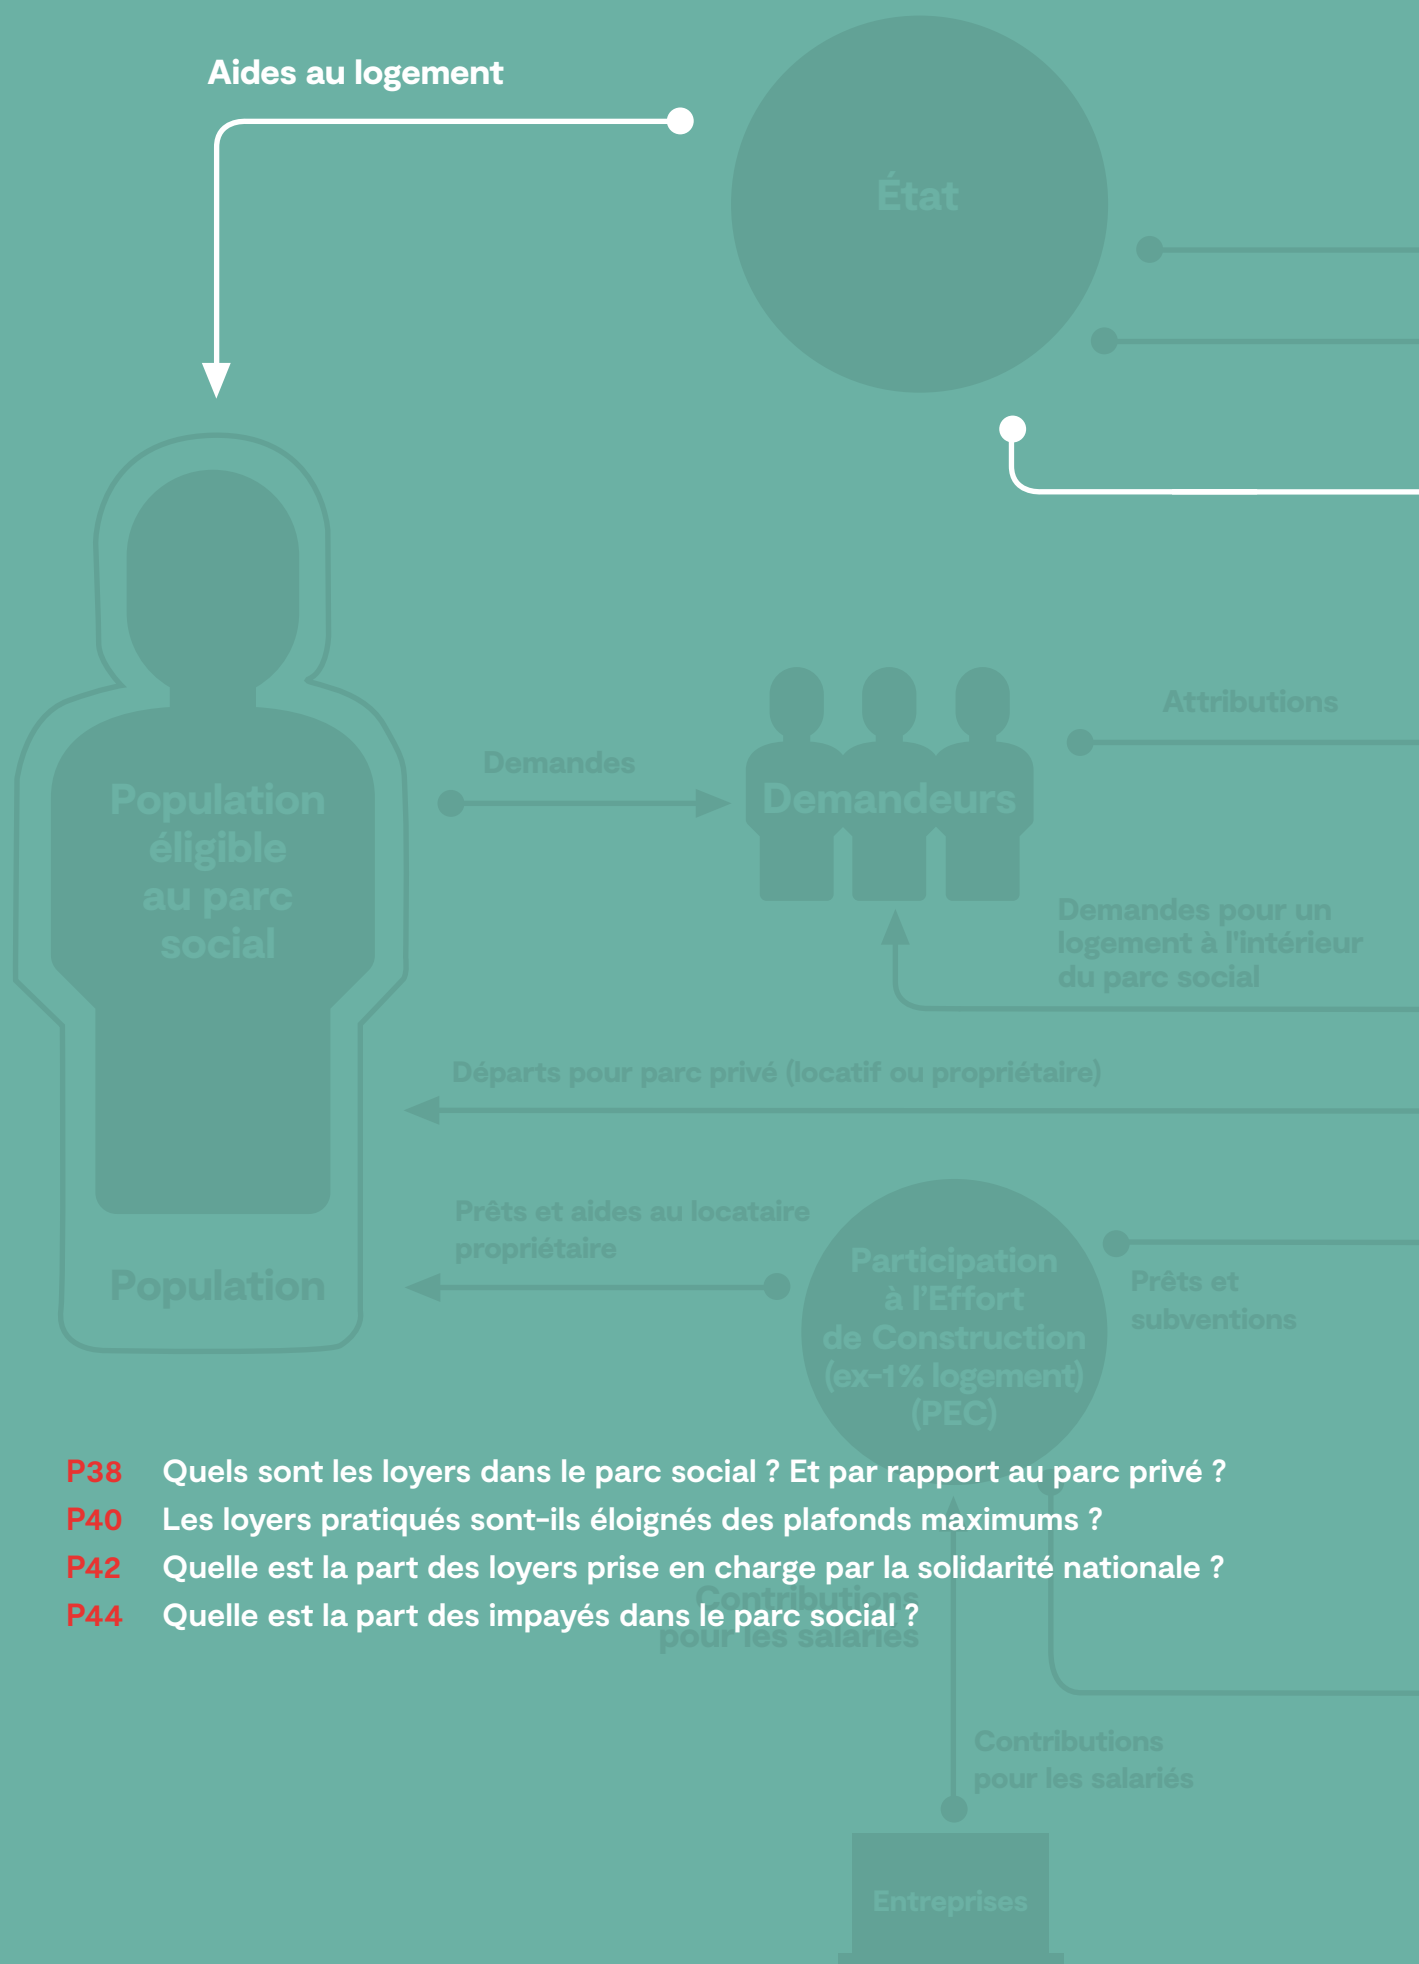 Aides au logement
État
Attributions
Demandes
Demandeurs
Population
éligible
au parc
social
Demandes pour un
logement à l'intérieur
du parc social
Départs pour parc privé (locatif ou propriétaire)
Prêts et aides au locataire
propriétaire
Population
Participation
à l'Effort
de Construction
(ex-1% logement)
(PEC)
Prêts et
subventions
P38 Quels sont les loyers dans le parc social ? Et par rapport au parc privé ?
P40 Les loyers pratiqués sont-ils éloignés des plafonds maximums ?
P42 Quelle est la part des loyers prise en charge par la solidarité nationale ?
P44 Quelle est la part des impayés dans le parc social ?
Contributions
pour les salariés
Contributions
pour les salariés
Entreprises